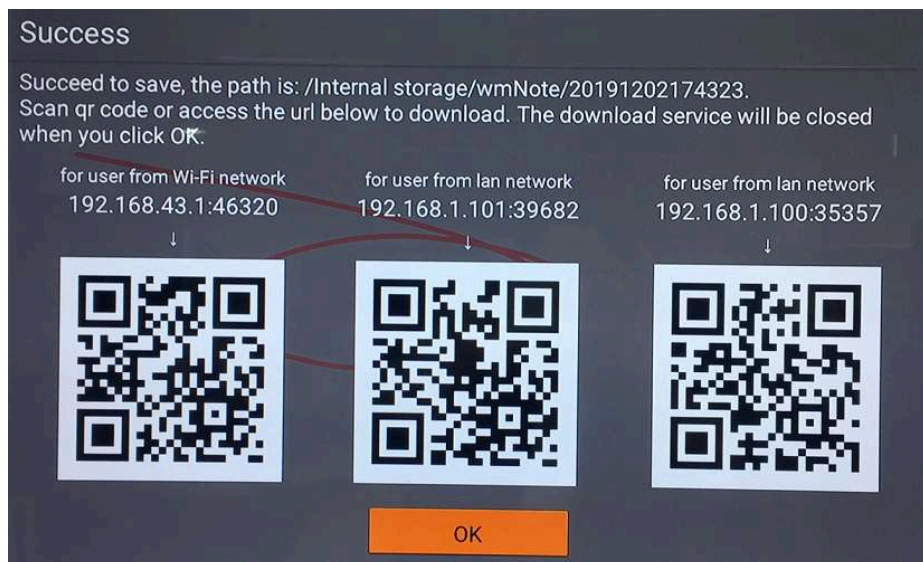 Success
Succeed to save, the path is: /Internal storage/wmNote/20191202174323.
Scan qr code or access the url below to download. The download service will be closed
when you click OK.
for user from Wi-Fi network
192.168.43.1:46320
↓
for user from lan network
192.168.1.101:39682
↓
for user from lan network
192.168.1.100:35357
↓
OK